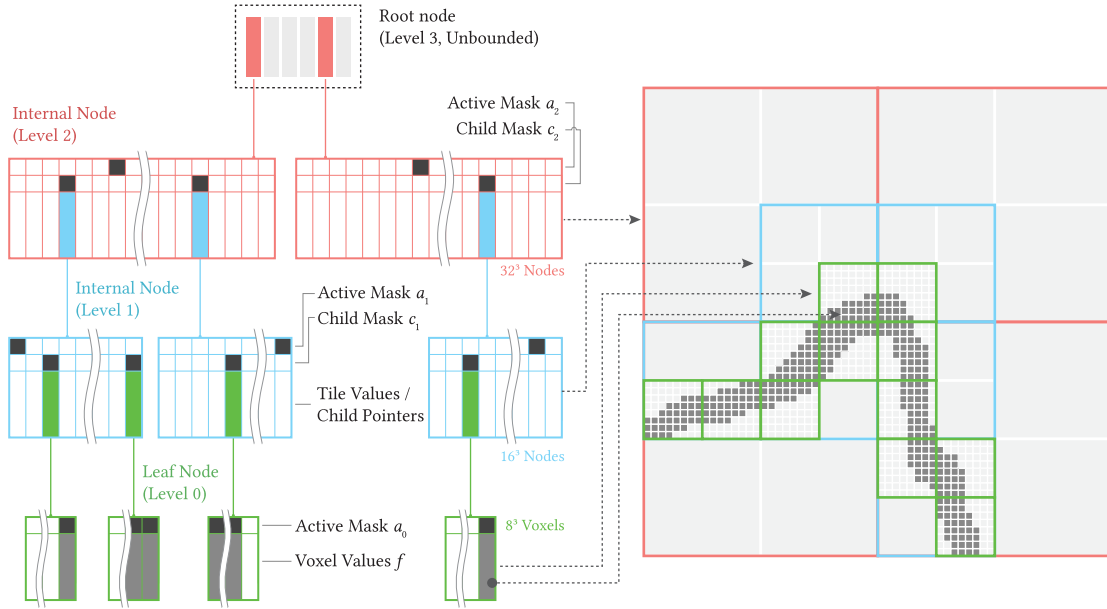 Root node
(Level 3, Unbounded)
Internal Node
(Level 2)
Active Mask a₂
Child Mask c₂
32³ Nodes
Internal Node
(Level 1)
Active Mask a₁
Child Mask c₁
Tile Values /
Child Pointers
16³ Nodes
Leaf Node
(Level 0)
Active Mask a₀
Voxel Values f
8³ Voxels